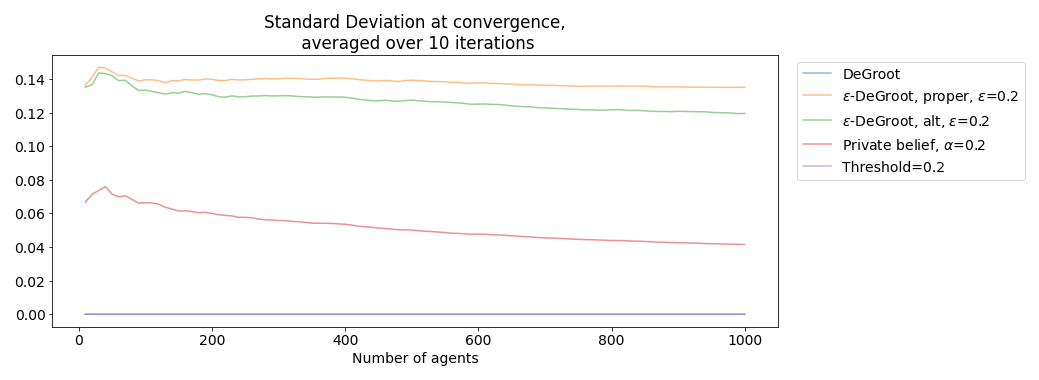 Standard Deviation at convergence,
averaged over 10 iterations
0.14
0.12
0.10
0.08
0.06
0.04
0.02
0.00
0 200 400 600 800 1000
Number of agents
DeGroot
ε-DeGroot, proper, ε=0.2
ε-DeGroot, alt, ε=0.2
Private belief, α=0.2
Threshold=0.2